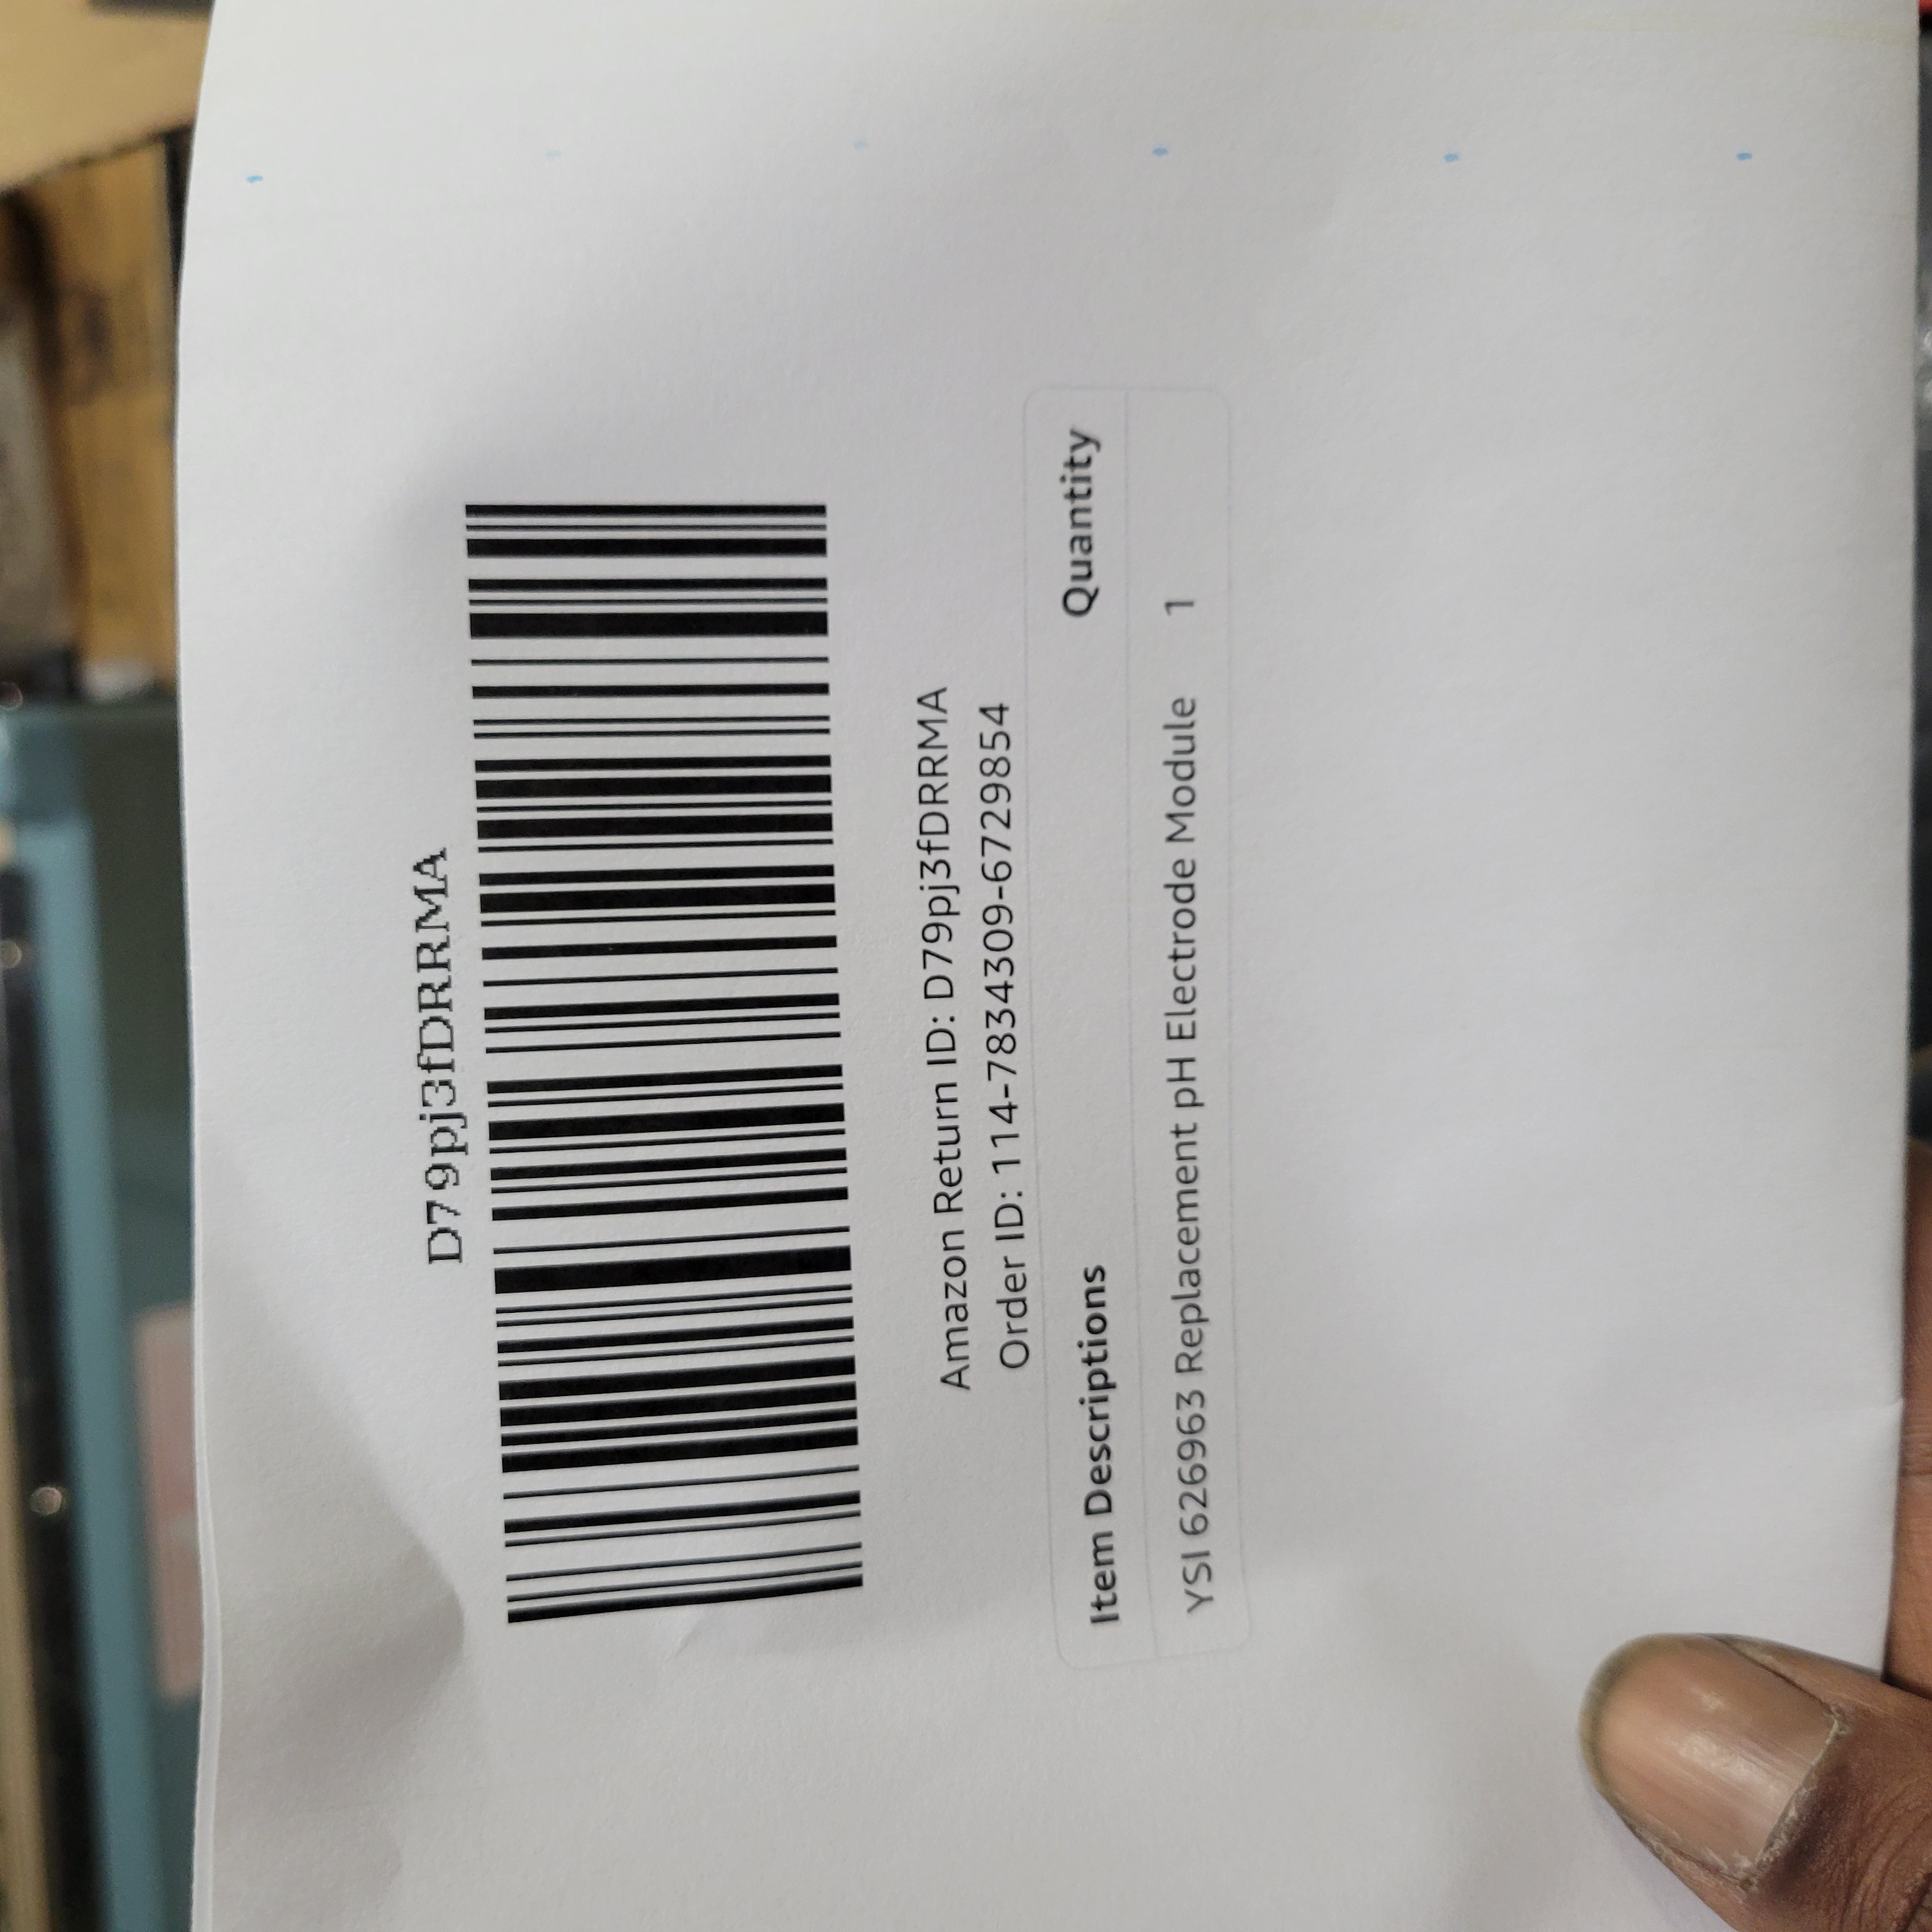 D79pj3fDRRMA
Amazon Return ID: D79pj3fDRRMA
Order ID: 114-7834309-6729854
Item Descriptions Quantity
YSI 626963 Replacement pH Electrode Module 1